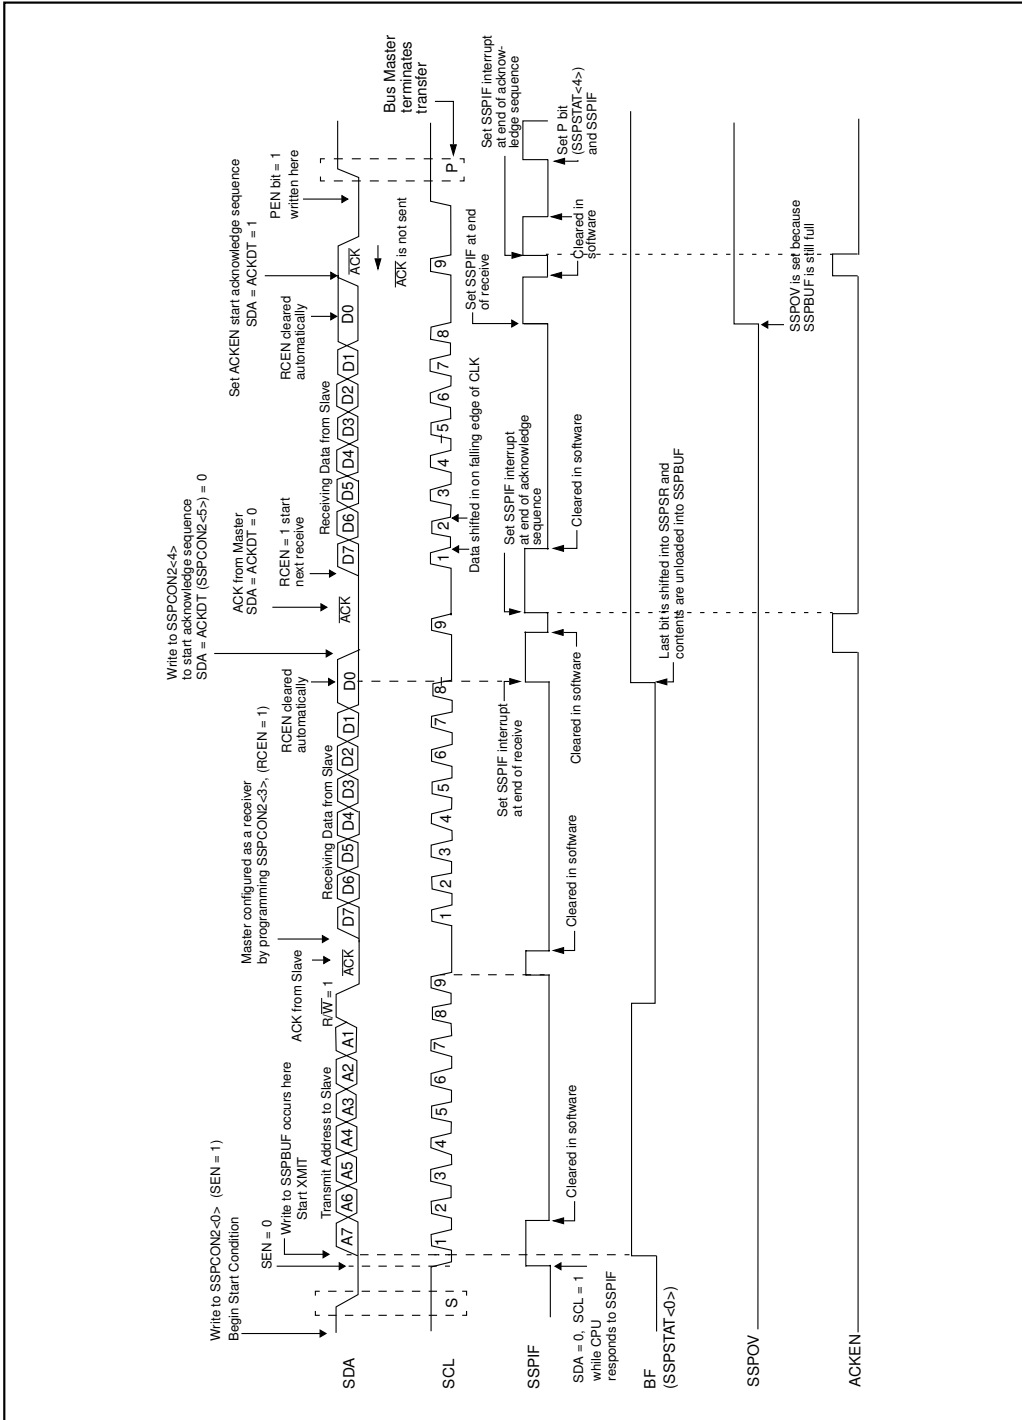 Write to SSPCON2<0> (SEN = 1)
Begin Start Condition
SEN = 0
Write to SSPBUF occurs here
Start XMIT
Transmit Address to Slave
R/W = 1
ACK from Slave
Master configured as a receiver
by programming SSPCON2<3>, (RCEN = 1)
Receiving Data from Slave
RCEN cleared
automatically
Write to SSPCON2<4>
to start acknowledge sequence
SDA = ACKDT (SSPCON2<5>) = 0
ACK from Master
SDA = ACKDT = 0
RCEN = 1 start
next receive
Receiving Data from Slave
RCEN cleared
automatically
Set ACKEN start acknowledge sequence
SDA = ACKDT = 1
PEN bit = 1
written here
SDA
A7 A6 A5 A4 A3 A2 A1
ACK
D7 D6 D5 D4 D3 D2 D1 D0
ACK
D7 D6 D5 D4 D3 D2 D1 D0
ACK
ACK is not sent
Bus Master
terminates
transfer
SCL
S
1 2 3 4 5 6 7 8 9
1 2 3 4 5 6 7 8 9
1 2 3 4 5 6 7 8 9
P
Data shifted in on falling edge of CLK
SSPIF
SDA = 0, SCL = 1
while CPU
responds to SSPIF
Cleared in software
Cleared in software
Set SSPIF interrupt
at end of receive
Cleared in software
Set SSPIF interrupt
at end of acknowledge
sequence
Cleared in software
Set SSPIF at end
of receive
Cleared in
software
Set SSPIF interrupt
at end of acknow-
ledge sequence
Set P bit
(SSPSTAT<4>)
and SSPIF
BF
(SSPSTAT<0>)
Last bit is shifted into SSPSR and
contents are unloaded into SSPBUF
SSPOV
SSPOV is set because
SSPBUF is still full
ACKEN